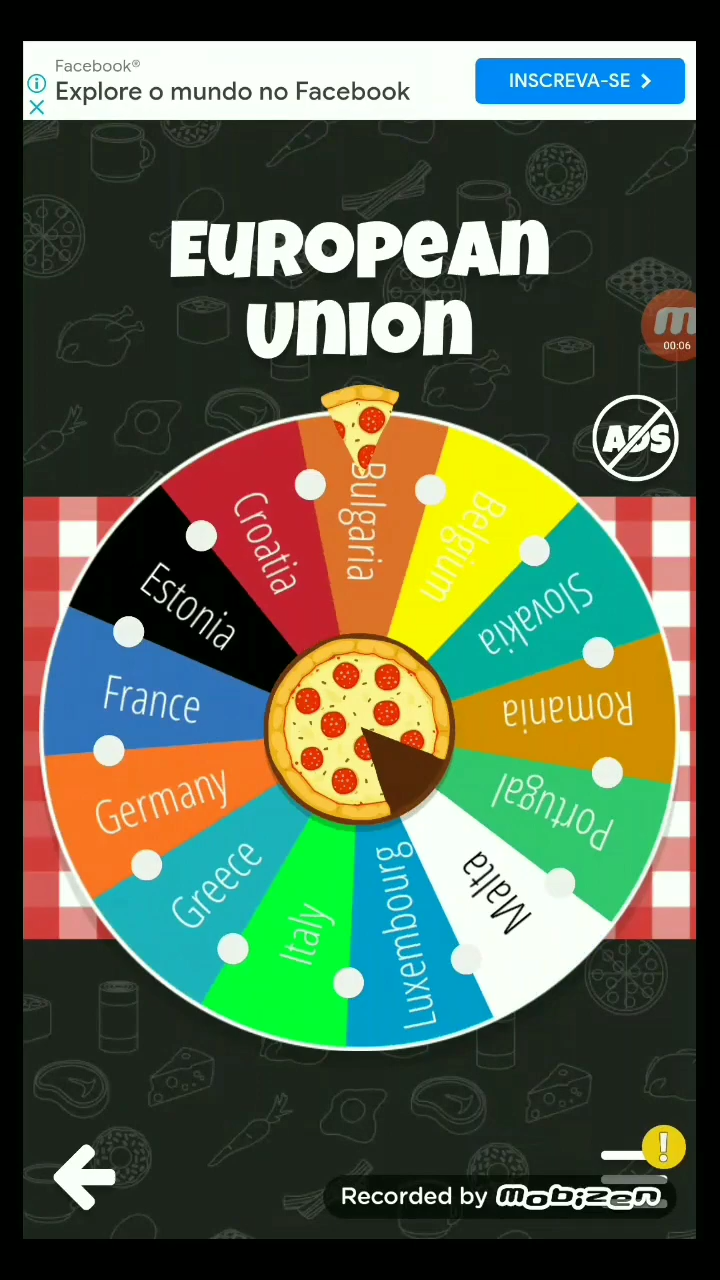 Facebook®
Explore o mundo no Facebook
INSCREVA-SE
EUROPEAN
UNION
00:06
ADS
Bulgaria
Belgium
Slovakia
Romania
Portugal
Malta
Luxembourg
Italy
Greece
Germany
France
Estonia
Croatia
!
Recorded by mobizen